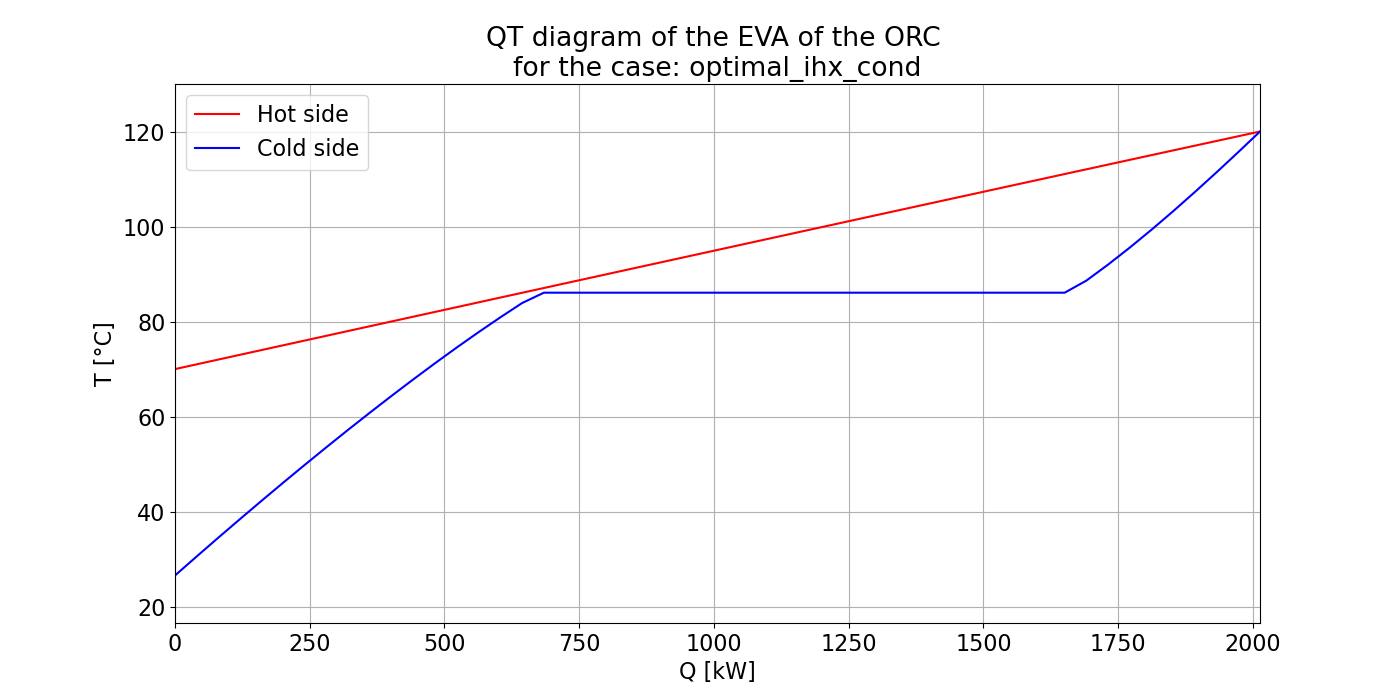 QT diagram of the EVA of the ORC
for the case: optimal_ihx_cond
Hot side
Cold side
T [°C]
120
100
80
60
40
20
0 250 500 750 1000 1250 1500 1750 2000
Q [kW]